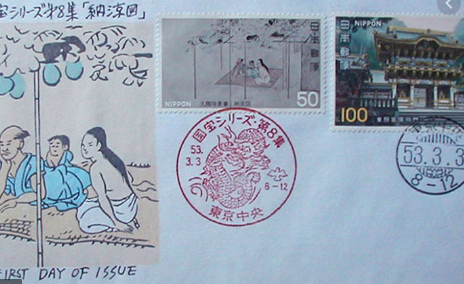 宝シリーズ第8集「納涼図」
FIRST DAY OF ISSUE
日本郵便
NIPPON
50
日本郵便
NIPPON
100
国宝シリーズ・第8集
53.
3.3
8-12
東京中央
53.3.3
8-12